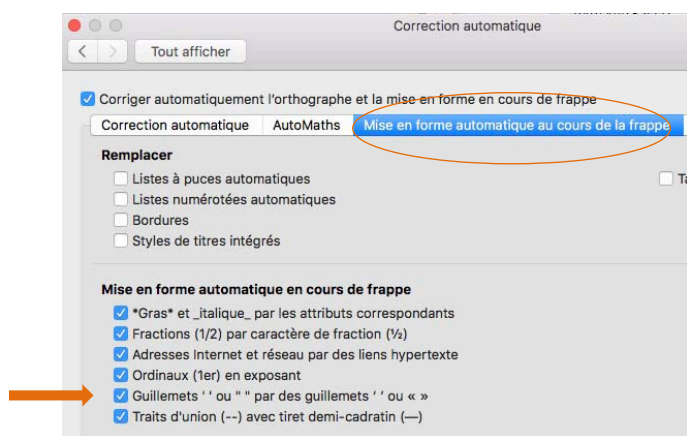 Correction automatique
Tout afficher
Corriger automatiquement l'orthographe et la mise en forme en cours de frappe
Correction automatique AutoMaths Mise en forme automatique au cours de la frappe
Remplacer
Listes à puces automatiques
Listes numérotées automatiques
Bordures
Styles de titres intégrés
Mise en forme automatique en cours de frappe
*Gras* et _italique_ par les attributs correspondants
Fractions (1/2) par caractère de fraction (½)
Adresses Internet et réseau par des liens hypertexte
Ordinaux (1er) en exposant
Guillemets ' ' ou " " par des guillemets ' ' ou « »
Traits d'union (--) avec tiret demi-cadratin (—)